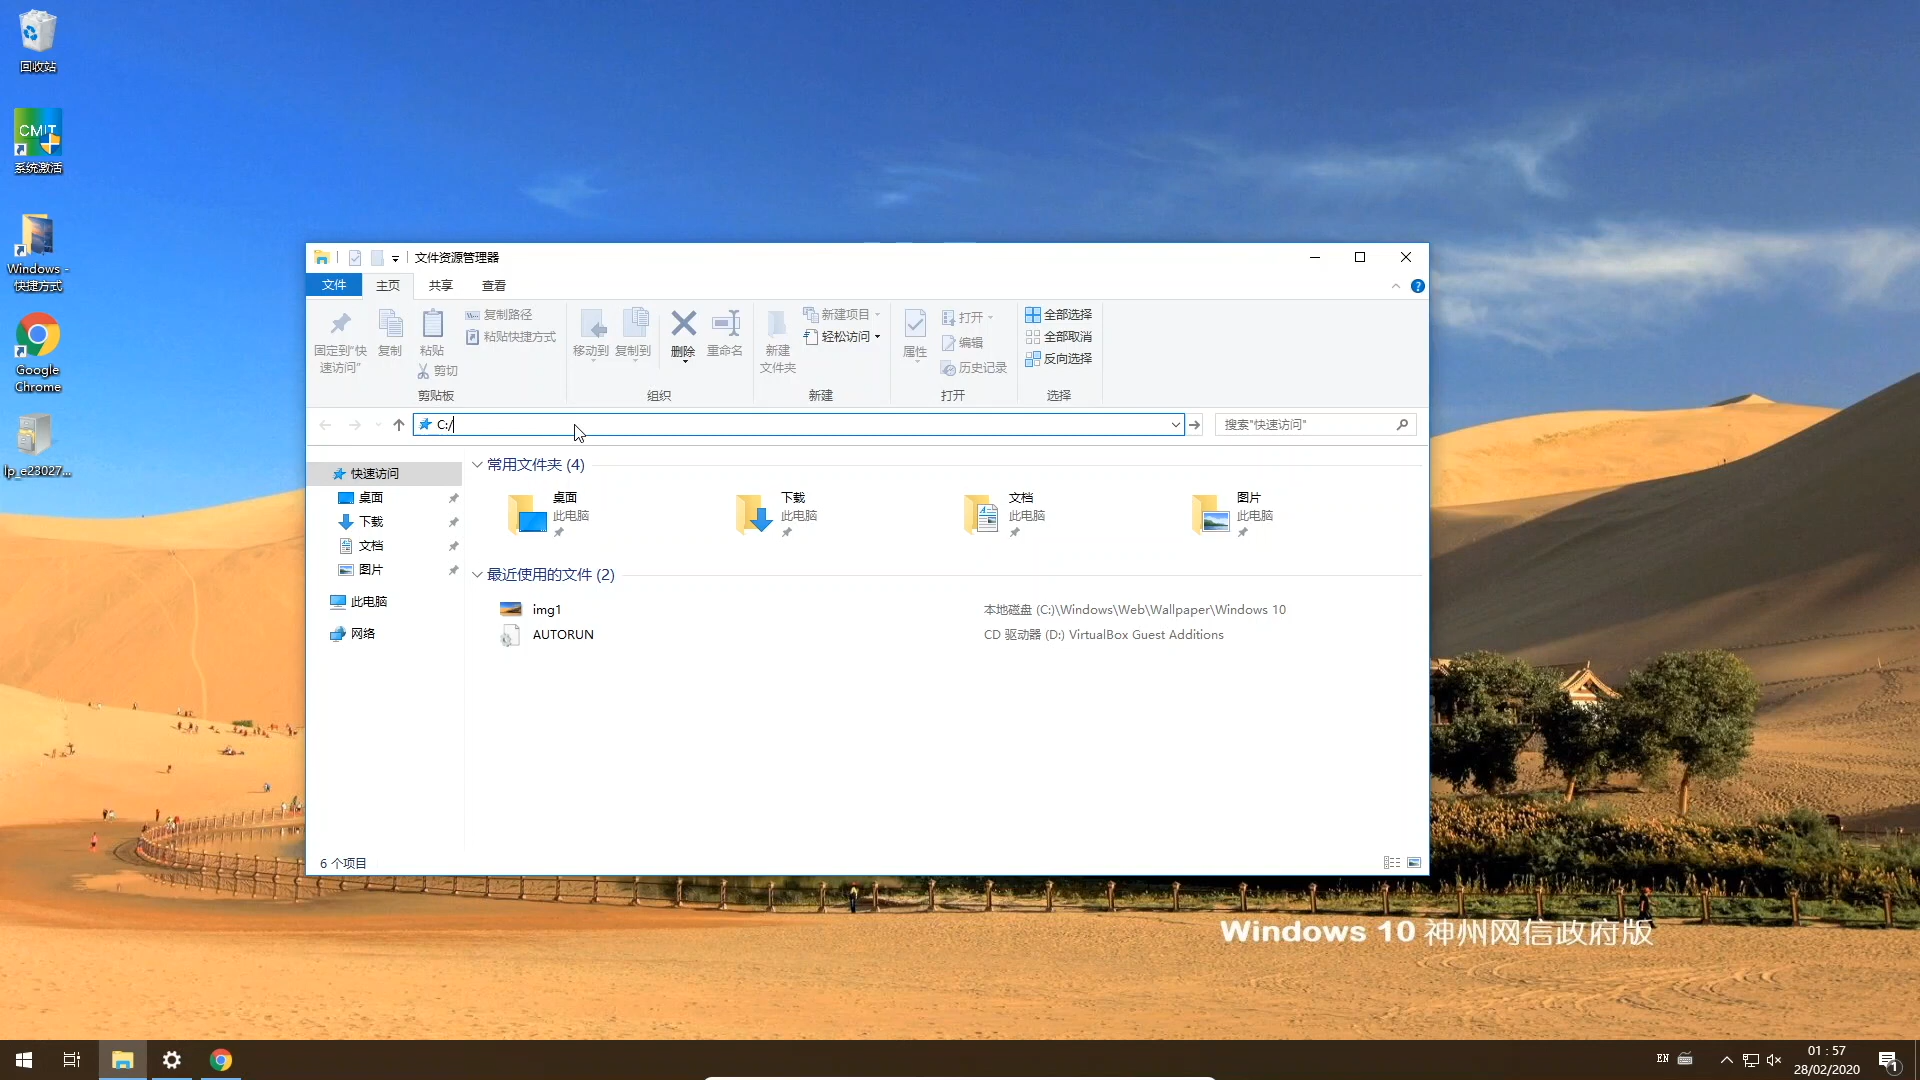 回收站
CMIT
系统激活
Windows -
快捷方式
Google
Chrome
lp_e23027...
文件资源管理器
文件 主页 共享 查看
固定到"快
速访问"
复制
粘贴
复制路径
粘贴快捷方式
剪切
剪贴板
移动到
复制到
删除
重命名
组织
新建
文件夹
新建项目
轻松访问
新建
属性
打开
编辑
历史记录
打开
全部选择
全部取消
反向选择
选择
C:/
搜索"快速访问"
快速访问
桌面
下载
文档
图片
此电脑
网络
常用文件夹 (4)
桌面
此电脑
下载
此电脑
文档
此电脑
图片
此电脑
最近使用的文件 (2)
img1 本地磁盘 (C:)\Windows\Web\Wallpaper\Windows 10
AUTORUN CD 驱动器 (D:) VirtualBox Guest Additions
6 个项目
Windows 10 神州网信政府版
EN
01 : 57
28/02/2020
1